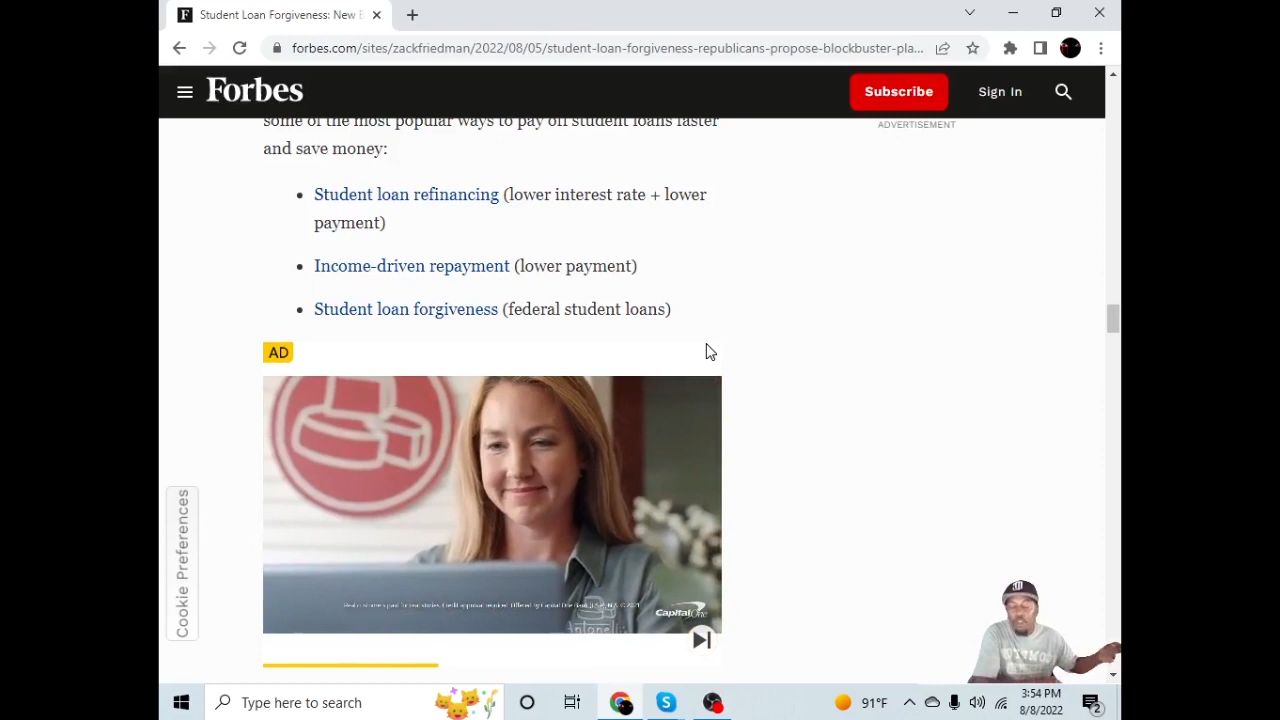 Student Loan Forgiveness: New
forbes.com/sites/zackfriedman/2022/08/05/student-loan-forgiveness-republicans-propose-blockbuster-pla...
Forbes
Subscribe
Sign In
ADVERTISEMENT
some of the most popular ways to pay off student loans faster
and save money:
• Student loan refinancing (lower interest rate + lower
payment)
• Income-driven repayment (lower payment)
• Student loan forgiveness (federal student loans)
AD
Capital One
Cookie Preferences
Type here to search
91°F
3:54 PM
8/8/2022
2